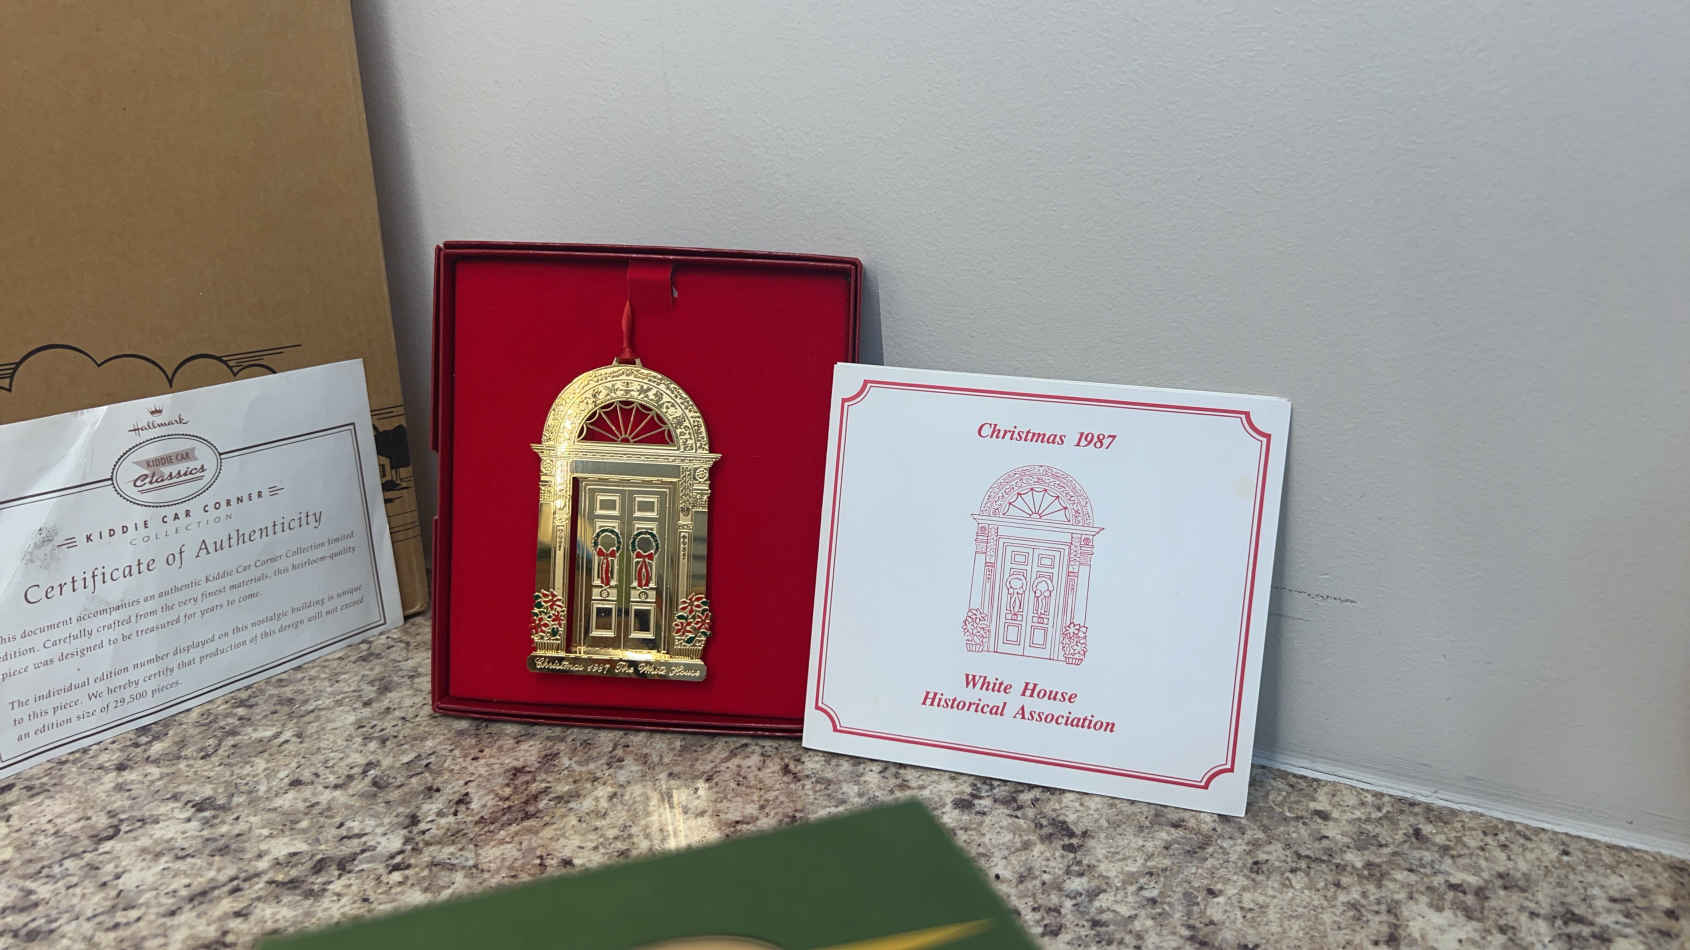 Hallmark
KIDDIE CAR
Classics
KIDDIE CAR CORNER
COLLECTION
Certificate of Authenticity
his document accompanies an authentic Kiddie Car Corner Collection limited
edition. Carefully crafted from the very finest materials, this heirloom-quality
piece was designed to be treasured for years to come.
The individual edition number displayed on this nostalgic building is unique
to this piece. We hereby certify that production of this design will not exceed
an edition size of 29,500 pieces.
Christmas 1987 The White House
Christmas 1987
White House
Historical Association